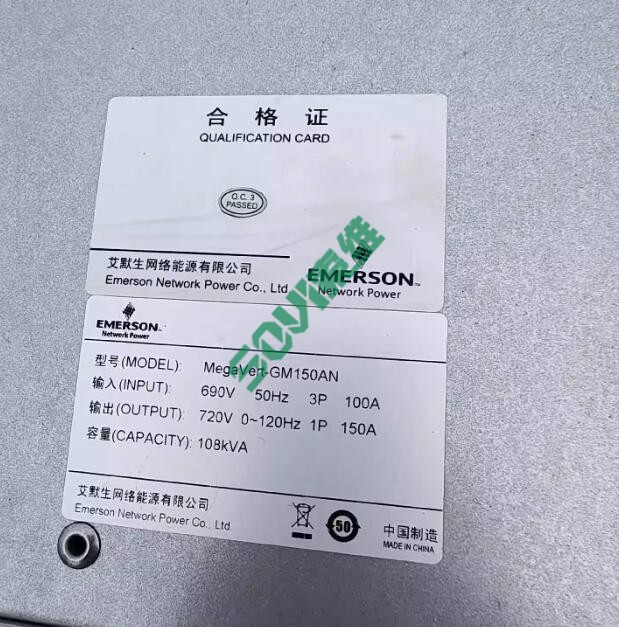 合格证
QUALIFICATION CARD
Q.C. 3
PASSED
艾默生网络能源有限公司
Emerson Network Power Co., Ltd.
EMERSON™
Network Power
EMERSON™
Network Power
型号(MODEL): MegaVert-GM150AN
输入(INPUT): 690V 50Hz 3P 100A
输出(OUTPUT): 720V 0~120Hz 1P 150A
容量(CAPACITY): 108kVA
艾默生网络能源有限公司
Emerson Network Power Co., Ltd.
50
中国制造
MADE IN CHINA